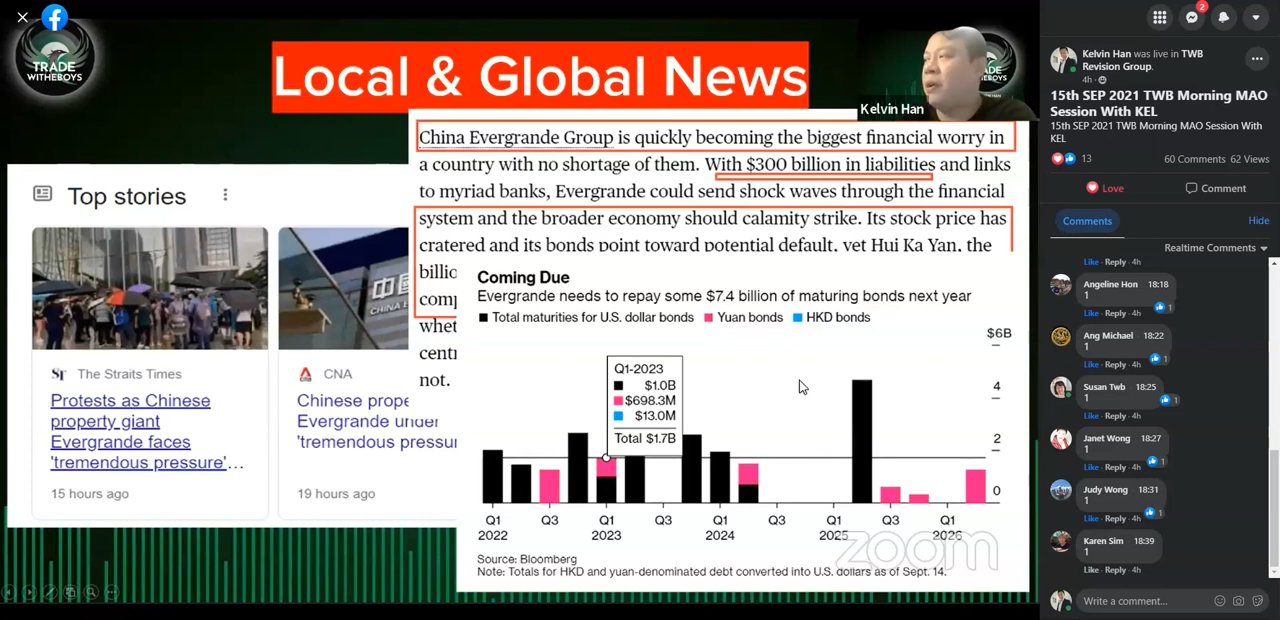 TRADE
WITHEBOYS
Local & Global News
Kelvin Han
China Evergrande Group is quickly becoming the biggest financial worry in
a country with no shortage of them. With $300 billion in liabilities and links
to myriad banks, Evergrande could send shock waves through the financial
system and the broader economy should calamity strike. Its stock price has
cratered and its bonds point toward potential default, yet Hui Ka Yan, the
billio
comp
whet
centr
not.
Top stories
The Straits Times
Protests as Chinese
property giant
Evergrande faces
'tremendous pressure'...
15 hours ago
CNA
Chinese prope
Evergrande under
'tremendous pressu
19 hours ago
Coming Due
Evergrande needs to repay some $7.4 billion of maturing bonds next year
Total maturities for U.S. dollar bonds Yuan bonds HKD bonds
$6B
4
2
0
Q1-2023
$1.0B
$698.3M
$13.0M
Total $1.7B
Q1 Q3 Q1 Q3 Q1 Q3 Q1 Q3 Q1
2022 2023 2024 2025 2026
zoom
Source: Bloomberg
Note: Totals for HKD and yuan-denominated debt converted into U.S. dollars as of Sept. 14.
2
Kelvin Han was live in TWB
Revision Group.
4h
15th SEP 2021 TWB Morning MAO
Session With KEL
15th SEP 2021 TWB Morning MAO Session With
KEL
13 60 Comments 62 Views
Love Comment
Comments Hide
Realtime Comments
Like · Reply · 4h
Angeline Hon 18:18
1
1
Like · Reply · 4h
Ang Michael 18:22
1
1
Like · Reply · 4h
Susan Twb 18:25
1
1
Like · Reply · 4h
Janet Wong 18:27
1
1
Like · Reply · 4h
Judy Wong 18:31
1
1
Like · Reply · 4h
Karen Sim 18:39
1
Like · Reply · 4h
Write a comment...